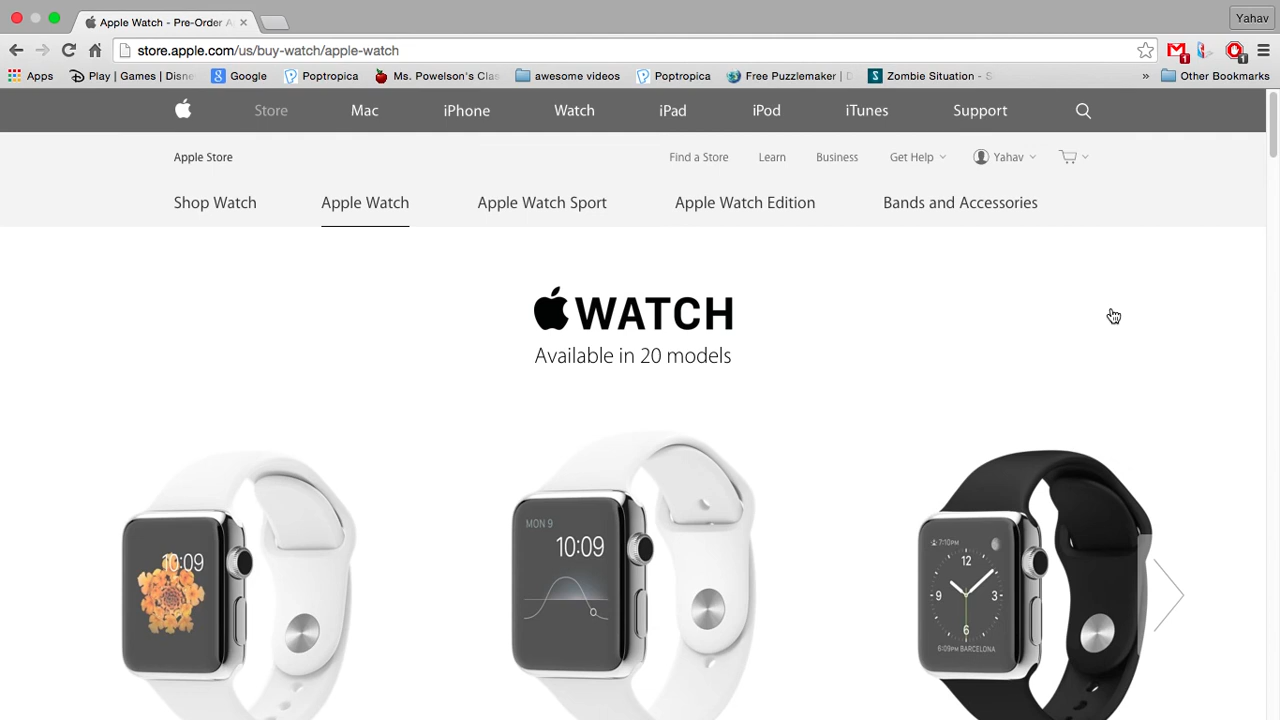 Apple Watch - Pre-Order A
Yahav
store.apple.com/us/buy-watch/apple-watch
1
1
Apps
Play | Games | Disne
Google
Poptropica
Ms. Powelson's Clas
awesome videos
Poptropica
Free Puzzlemaker | D
Zombie Situation - S
»
Other Bookmarks
Store
Mac
iPhone
Watch
iPad
iPod
iTunes
Support
Apple Store
Find a Store
Learn
Business
Get Help
Yahav
Shop Watch
Apple Watch
Apple Watch Sport
Apple Watch Edition
Bands and Accessories
WATCH
Available in 20 models
10:09
MON 9
10:09
7:10PM
12
9
3
6
6:09PM BARCELONA